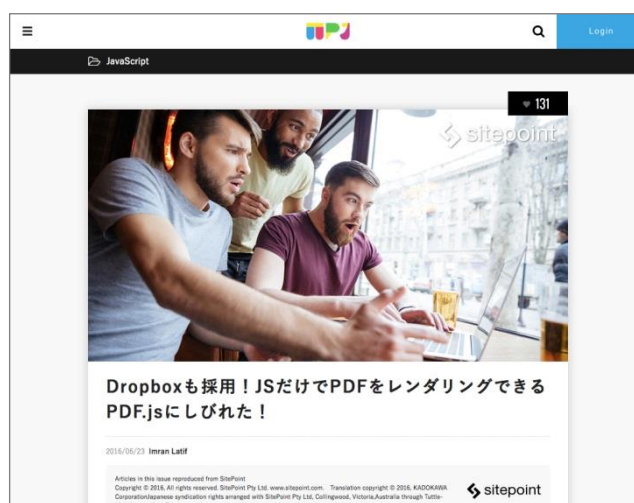 Login
JavaScript
131
sitepoint
Dropboxも採用！JSだけでPDFをレンダリングできる
PDF.jsにしびれた！
2016/06/23 Imran Latif
Articles in this issue reproduced from SitePoint
Copyright © 2016, All rights reserved. SitePoint Pty Ltd. www.sitepoint.com. Translation copyright © 2016, KADOKAWA
CorporationJapanese syndication rights arranged with SitePoint Pty Ltd, Collingwood, Victoria,Australia through Tuttle-
sitepoint